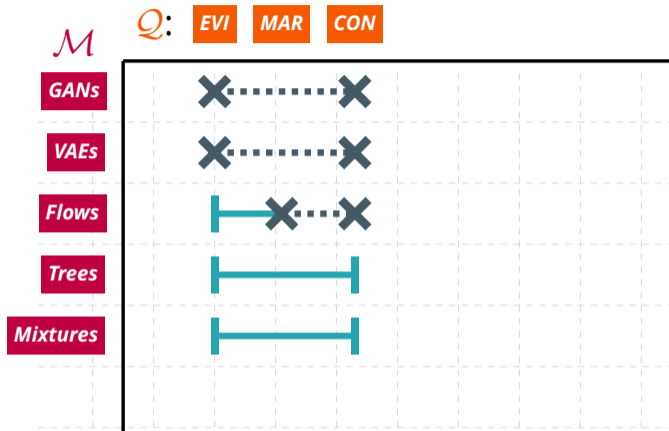 Q: EVI MAR CON
M
GANs
VAEs
Flows
Trees
Mixtures